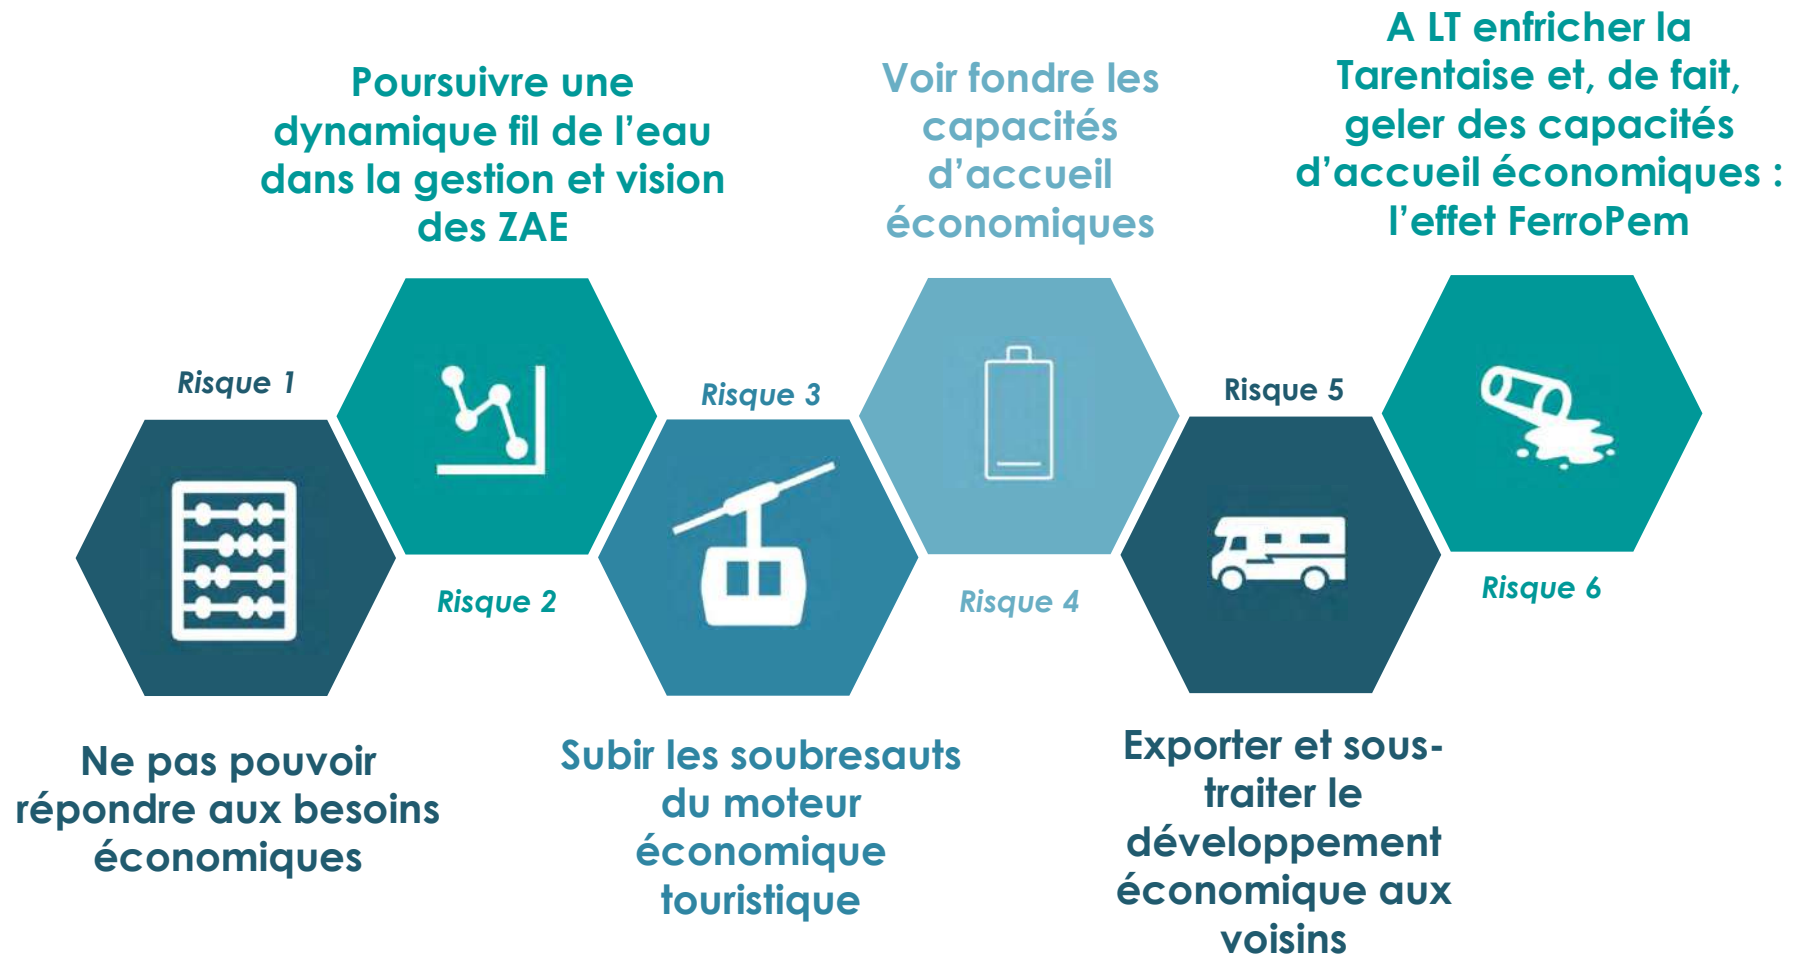 Risque 1
Ne pas pouvoir
répondre aux besoins
économiques
Poursuivre une
dynamique fil de l’eau
dans la gestion et vision
des ZAE
Risque 2
Risque 3
Subir les soubresauts
du moteur
économique
touristique
Voir fondre les
capacités
d’accueil
économiques
Risque 4
Risque 5
Exporter et sous-
traiter le
développement
économique aux
voisins
A LT enfricher la
Tarentaise et, de fait,
geler des capacités
d’accueil économiques :
l’effet FerroPem
Risque 6